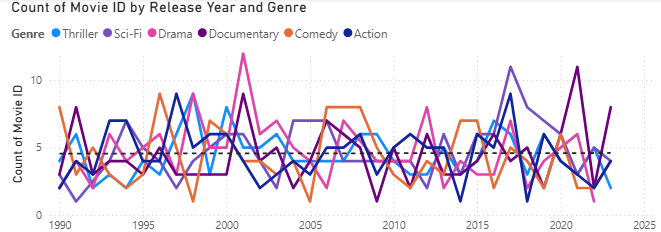 Count of Movie ID by Release Year and Genre
Genre Thriller Sci-Fi Drama Documentary Comedy Action
Count of Movie ID
10
5
0
1990 1995 2000 2005 2010 2015 2020 2025